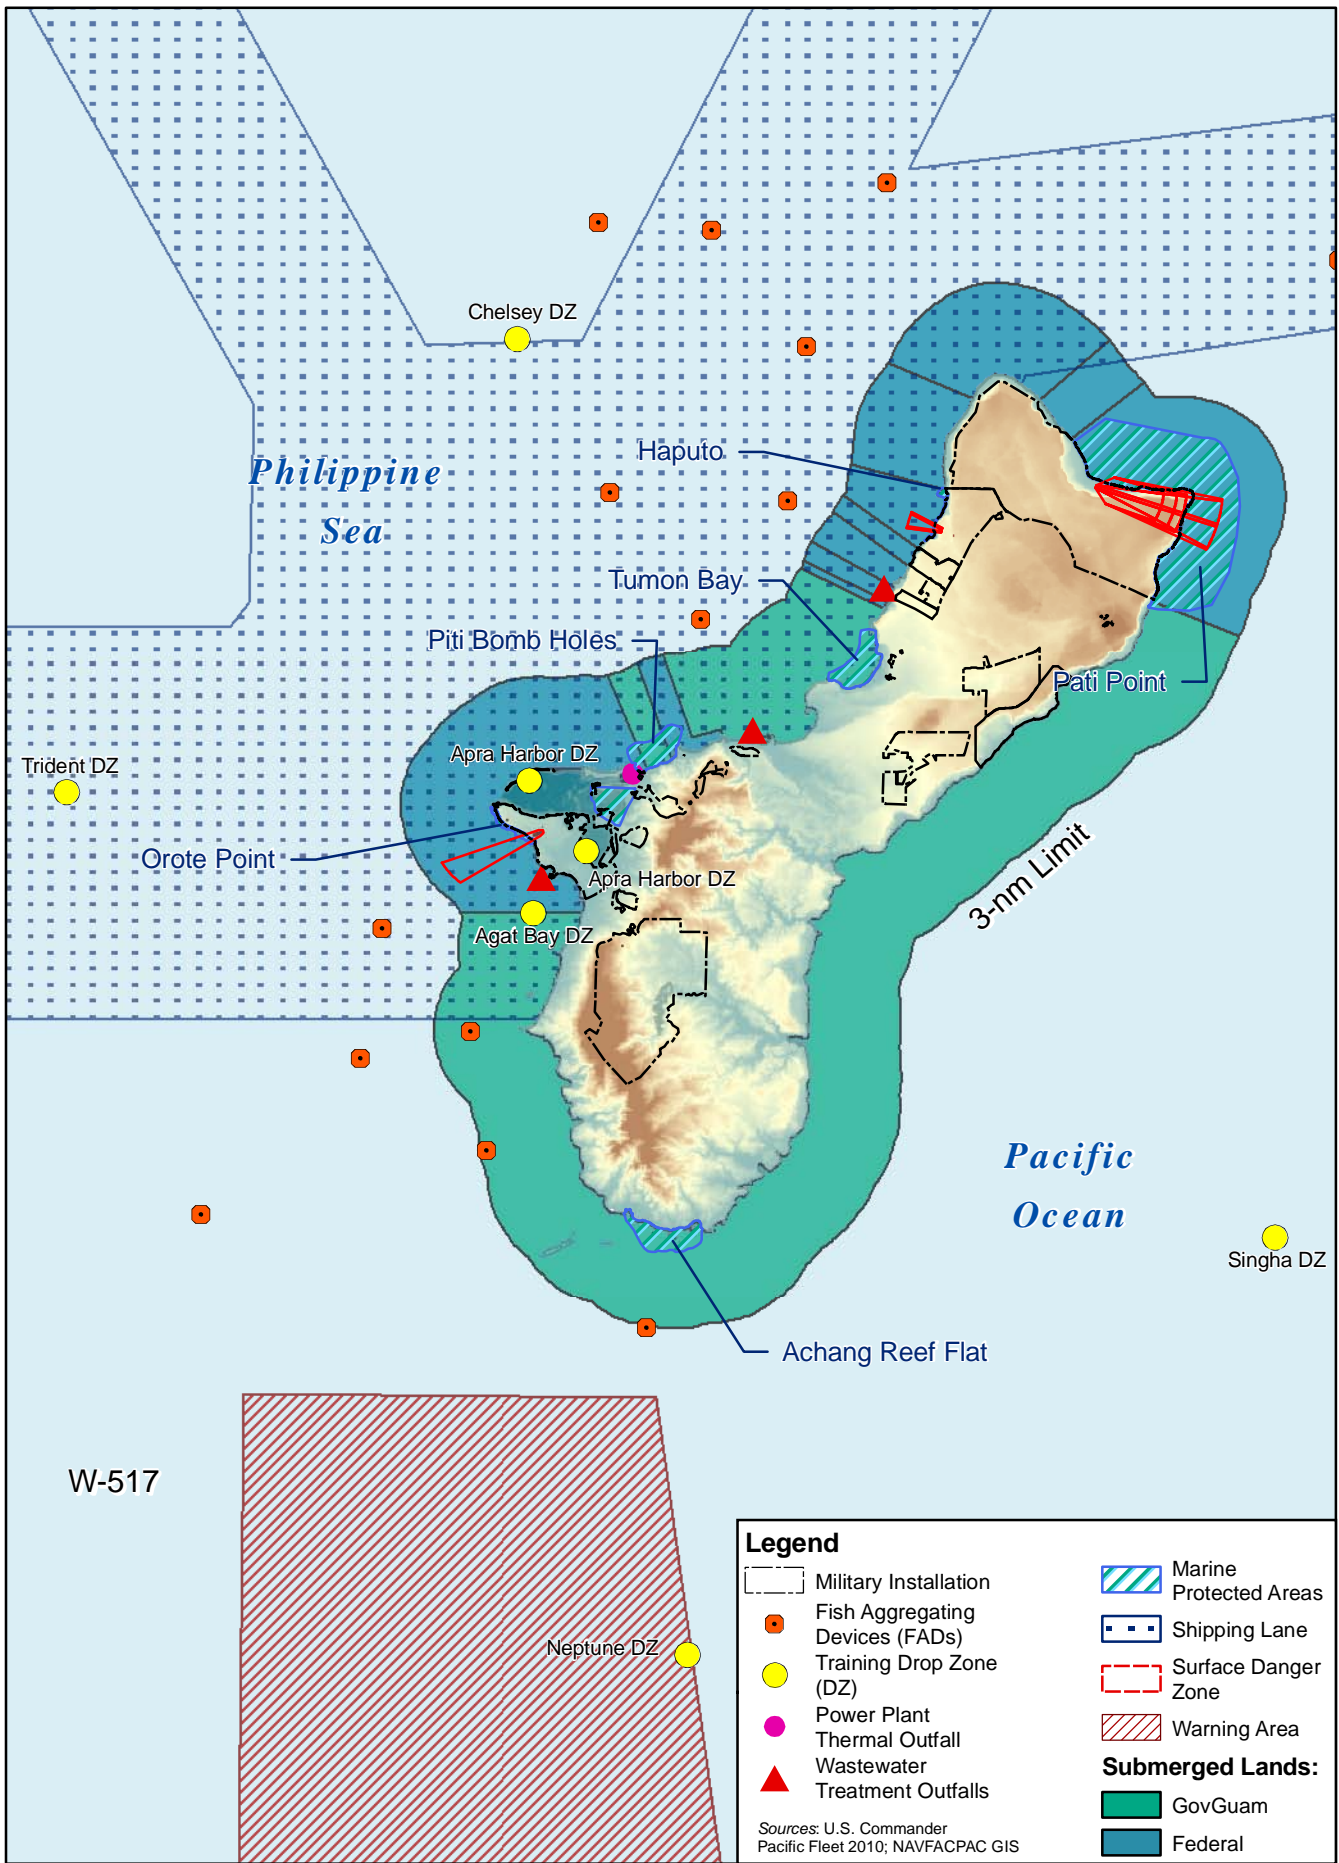 Chelsey DZ
Haputo
Philippine
Sea
Tumon Bay
Piti Bomb Holes
Pati Point
Apra Harbor DZ
Trident DZ
Orote Point
3-nm Limit
Apra Harbor DZ
Agat Bay DZ
Pacific
Ocean
Singha DZ
Achang Reef Flat
W-517
Neptune DZ
Legend
Military Installation
Fish Aggregating
Devices (FADs)
Training Drop Zone
(DZ)
Power Plant
Thermal Outfall
Wastewater
Treatment Outfalls
Sources: U.S. Commander
Pacific Fleet 2010; NAVFACPAC GIS
Marine
Protected Areas
Shipping Lane
Surface Danger
Zone
Warning Area
Submerged Lands:
GovGuam
Federal